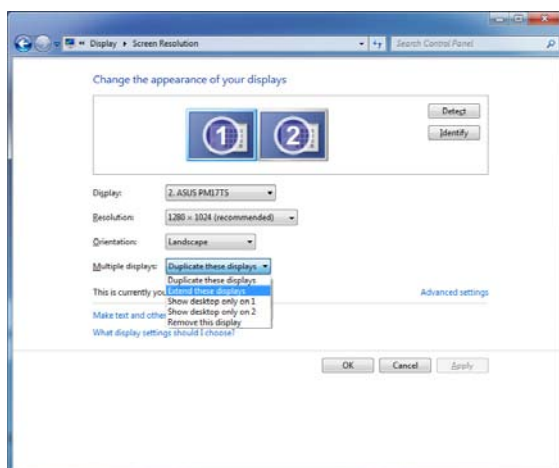 Display ▸ Screen Resolution
Search Control Panel
Change the appearance of your displays
1
2
Detect
Identify
Display: 2. ASUS PM17TS
Resolution: 1280 × 1024 (recommended)
Orientation: Landscape
Multiple displays: Duplicate these displays
Duplicate these displays
Extend these displays
Show desktop only on 1
Show desktop only on 2
Remove this display
This is currently you
Advanced settings
Make text and othe
What display settings should I choose?
OK
Cancel
Apply